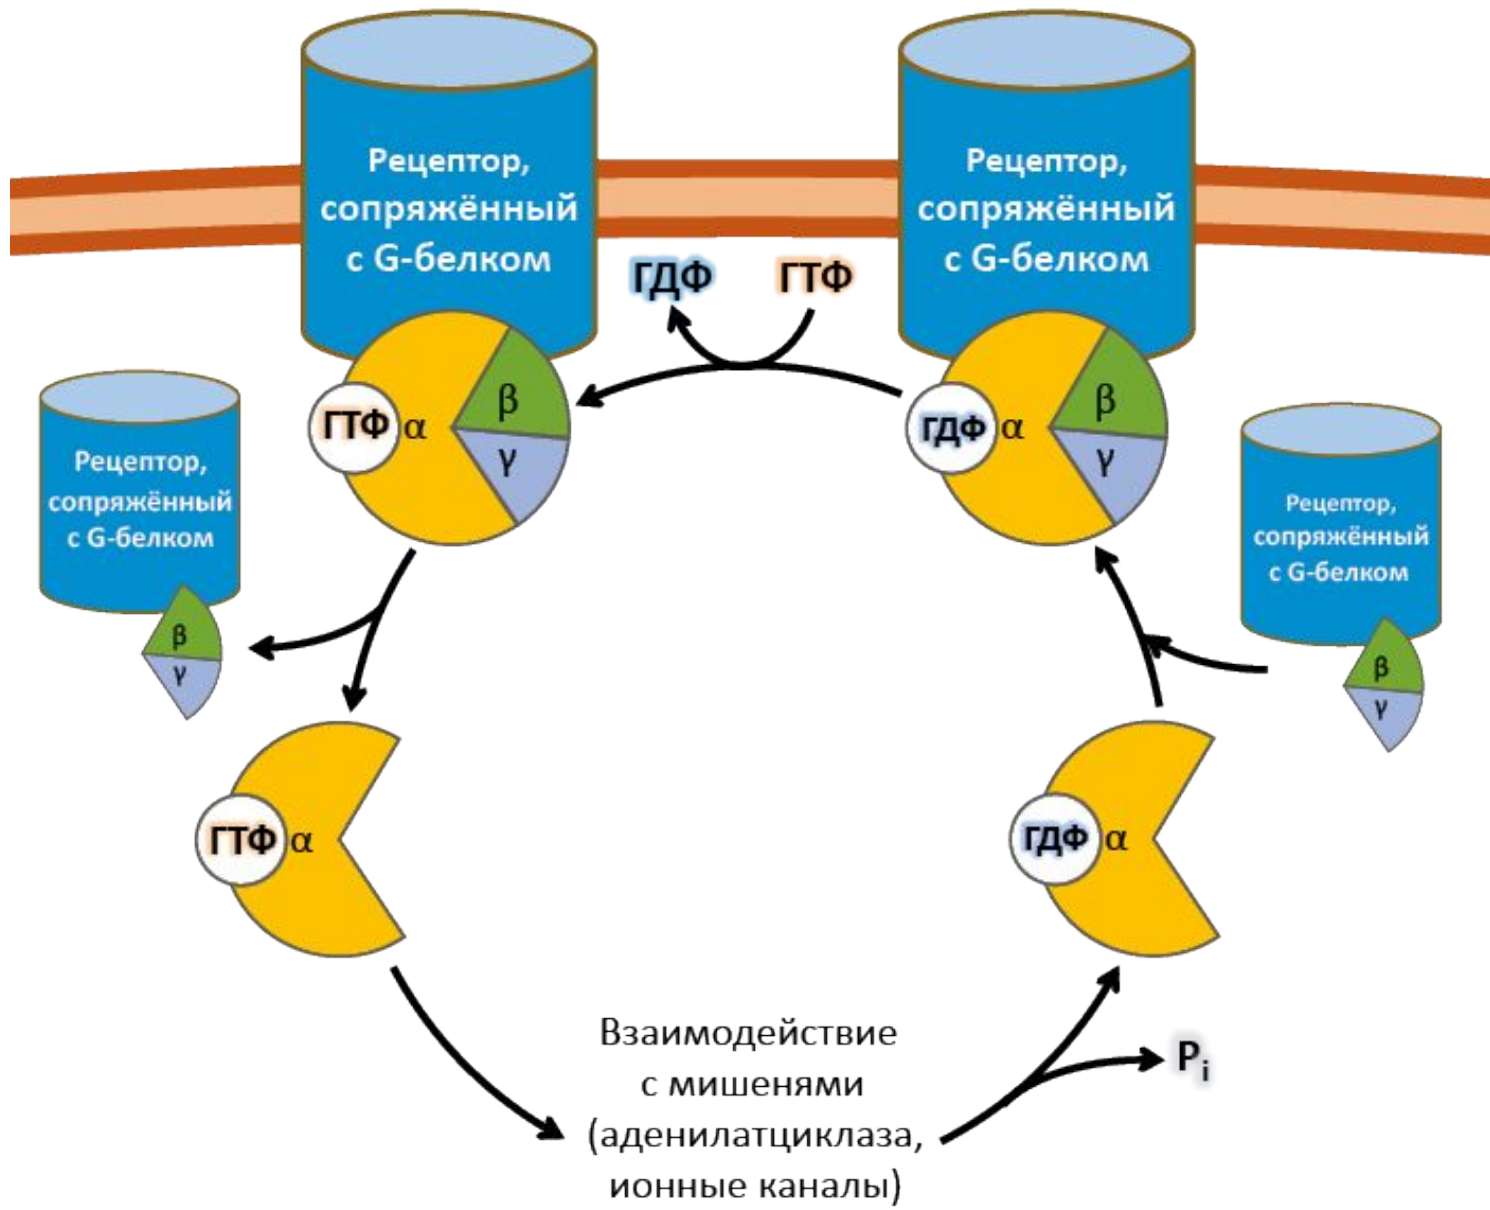 Рецептор,
сопряжённый
с G-белком
Рецептор,
сопряжённый
с G-белком
ГДФ
ГТФ
ГТФ
α
β
γ
ГДФ
α
β
γ
Рецептор,
сопряжённый
с G-белком
β
γ
Рецептор,
сопряжённый
с G-белком
β
γ
ГТФ
α
ГДФ
α
Взаимодействие
с мишенями
(аденилатциклаза,
ионные каналы)
Pi